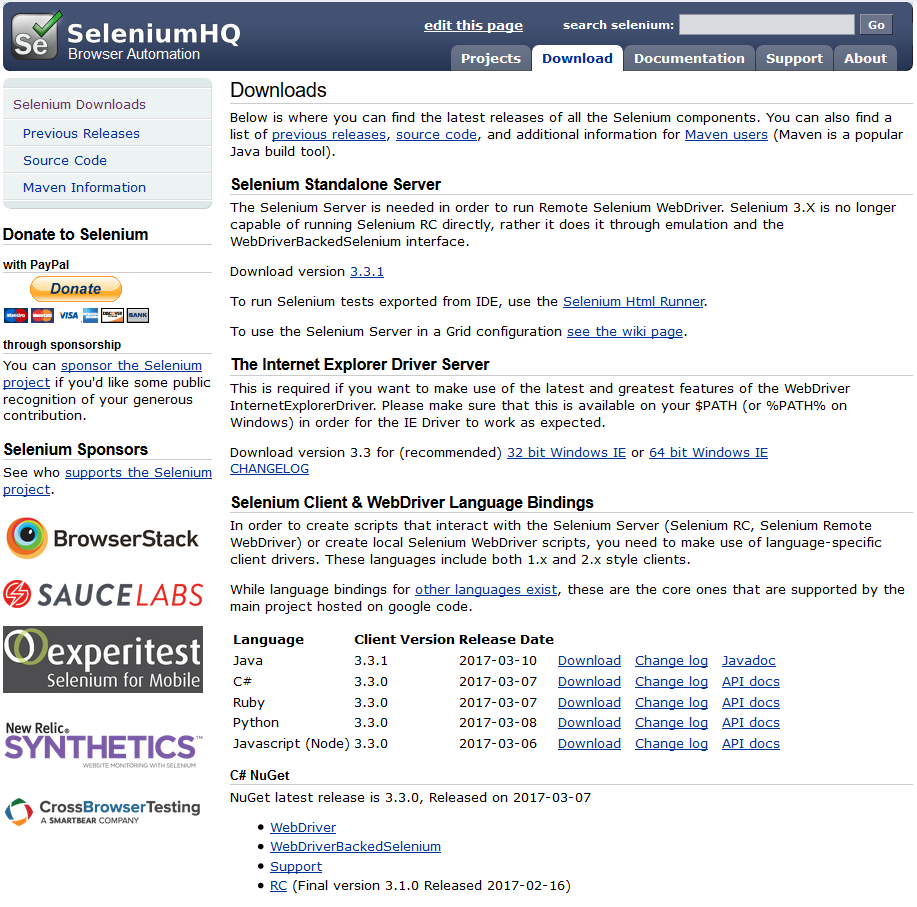 Se
SeleniumHQ
Browser Automation
edit this page
search selenium:
Go
Projects
Download
Documentation
Support
About
Selenium Downloads
Previous Releases
Source Code
Maven Information
Donate to Selenium
with PayPal
Donate
Maestro MasterCard VISA DISCOVER BANK
through sponsorship
You can sponsor the Selenium
project if you'd like some public
recognition of your generous
contribution.
Selenium Sponsors
See who supports the Selenium
project.
BrowserStack
SAUCELABS
experitest
Selenium for Mobile
New Relic®
SYNTHETICS™
WEBSITE MONITORING WITH SELENIUM
CrossBrowserTesting
A SMARTBEAR COMPANY
Downloads
Below is where you can find the latest releases of all the Selenium components. You can also find a
list of previous releases, source code, and additional information for Maven users (Maven is a popular
Java build tool).
Selenium Standalone Server
The Selenium Server is needed in order to run Remote Selenium WebDriver. Selenium 3.X is no longer
capable of running Selenium RC directly, rather it does it through emulation and the
WebDriverBackedSelenium interface.
Download version 3.3.1
To run Selenium tests exported from IDE, use the Selenium Html Runner.
To use the Selenium Server in a Grid configuration see the wiki page.
The Internet Explorer Driver Server
This is required if you want to make use of the latest and greatest features of the WebDriver
InternetExplorerDriver. Please make sure that this is available on your $PATH (or %PATH% on
Windows) in order for the IE Driver to work as expected.
Download version 3.3 for (recommended) 32 bit Windows IE or 64 bit Windows IE
CHANGELOG
Selenium Client & WebDriver Language Bindings
In order to create scripts that interact with the Selenium Server (Selenium RC, Selenium Remote
WebDriver) or create local Selenium WebDriver scripts, you need to make use of language-specific
client drivers. These languages include both 1.x and 2.x style clients.
While language bindings for other languages exist, these are the core ones that are supported by the
main project hosted on google code.
Language Client Version Release Date
Java 3.3.1 2017-03-10 Download Change log Javadoc
C# 3.3.0 2017-03-07 Download Change log API docs
Ruby 3.3.0 2017-03-07 Download Change log API docs
Python 3.3.0 2017-03-08 Download Change log API docs
Javascript (Node) 3.3.0 2017-03-06 Download Change log API docs
C# NuGet
NuGet latest release is 3.3.0, Released on 2017-03-07
• WebDriver
• WebDriverBackedSelenium
• Support
• RC (Final version 3.1.0 Released 2017-02-16)